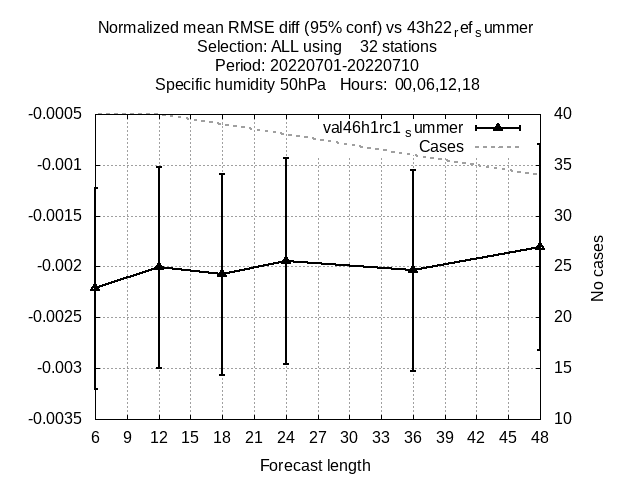 Normalized mean RMSE diff (95% conf) vs 43h22refsummer
Selection: ALL using    32 stations
Period: 20220701-20220710
Specific humidity 50hPa   Hours:  00,06,12,18
val46h1rc1summer
Cases
-0.0005
-0.001
-0.0015
-0.002
-0.0025
-0.003
-0.0035
40
35
30
25
20
15
10
No cases
6 9 12 15 18 21 24 27 30 33 36 39 42 45 48
Forecast length